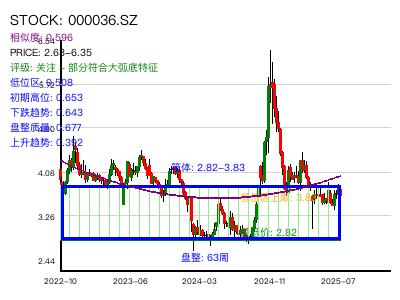 STOCK: 000036.SZ
相似度: 0.596
PRICE: 2.63-6.35
评级: 关注 - 部分符合大弧底特征
低位区: 0.508
初期高位: 0.653
下跌趋势: 0.643
盘整质量: 0.677
上升趋势: 0.392
4.08
3.26
2.44
箱体: 2.82-3.83
低点价: 2.82
盘整: 63周
2022-10
2023-06
2024-03
2024-11
2025-07